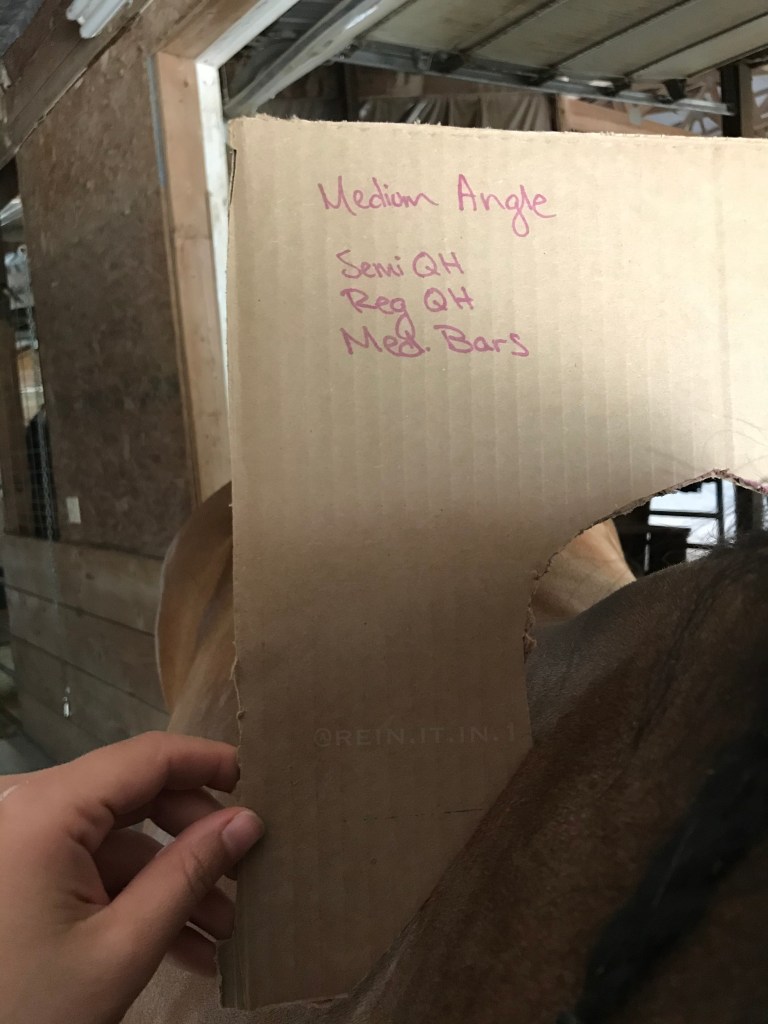 Medium Angle
Semi QH
Reg QH
Med. Bars
@REIN.IT.IN.1